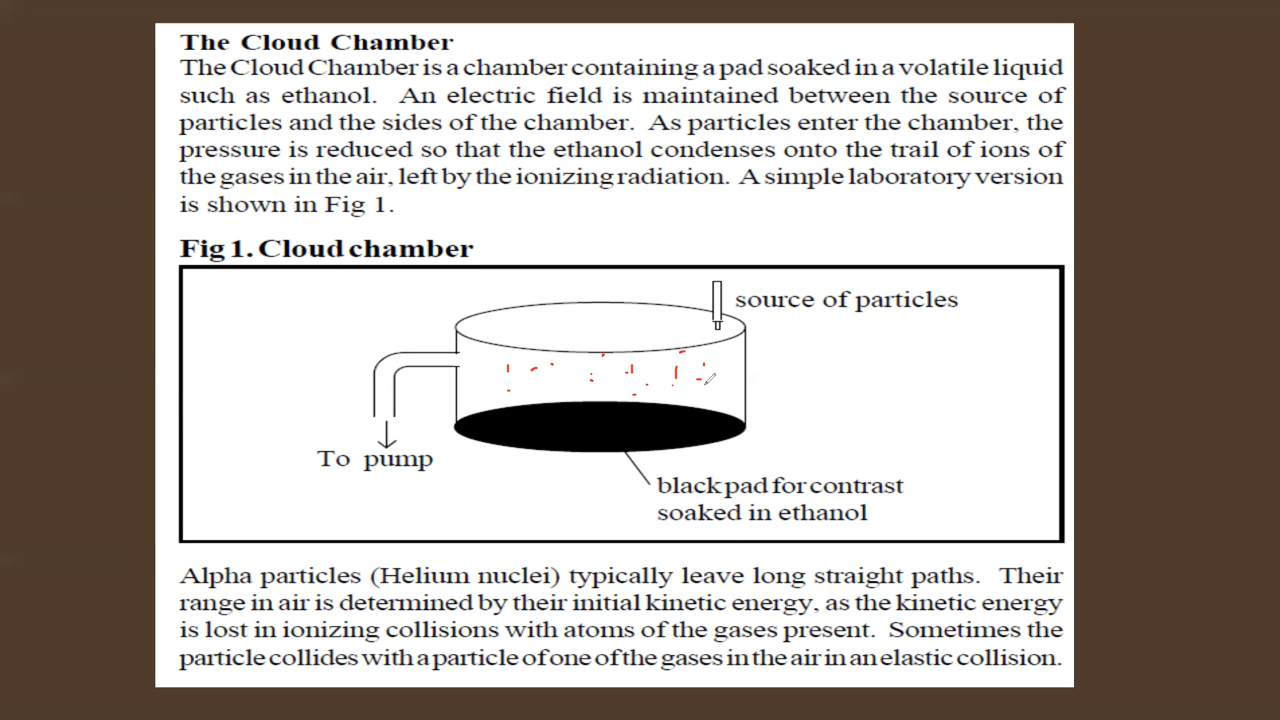 The Cloud Chamber
The Cloud Chamber is a chamber containing a pad soaked in a volatile liquid
such as ethanol. An electric field is maintained between the source of
particles and the sides of the chamber. As particles enter the chamber, the
pressure is reduced so that the ethanol condenses onto the trail of ions of
the gases in the air, left by the ionizing radiation. A simple laboratory version
is shown in Fig 1.
Fig 1. Cloud chamber
source of particles
To pump
black pad for contrast
soaked in ethanol
Alpha particles (Helium nuclei) typically leave long straight paths. Their
range in air is determined by their initial kinetic energy, as the kinetic energy
is lost in ionizing collisions with atoms of the gases present. Sometimes the
particle collides with a particle of one of the gases in the air in an elastic collision.